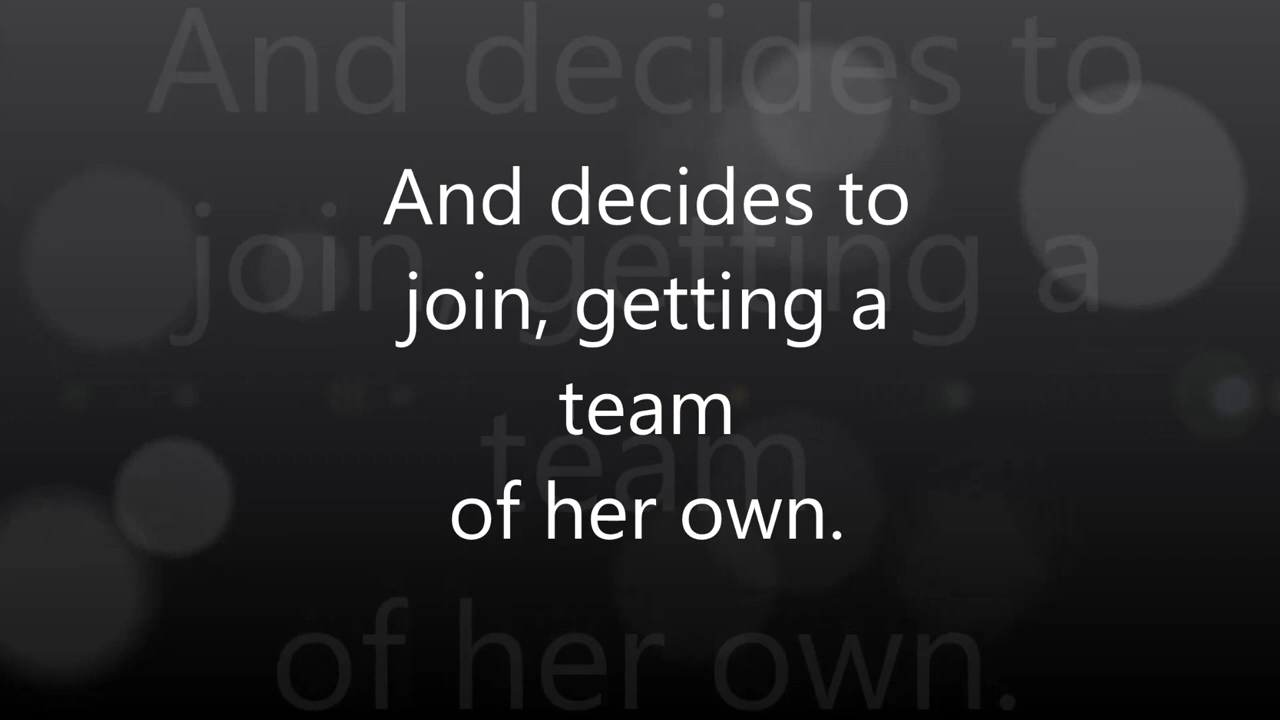 And decides to
join, getting a
team
of her own.